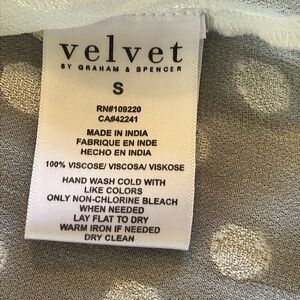 velvet
BY GRAHAM & SPENCER
S
RN#109220
CA#42241
MADE IN INDIA
FABRIQUE EN INDE
HECHO EN INDIA
100% VISCOSE/ VISCOSA/ VISKOSE
HAND WASH COLD WITH
LIKE COLORS
ONLY NON-CHLORINE BLEACH
WHEN NEEDED
LAY FLAT TO DRY
WARM IRON IF NEEDED
DRY CLEAN